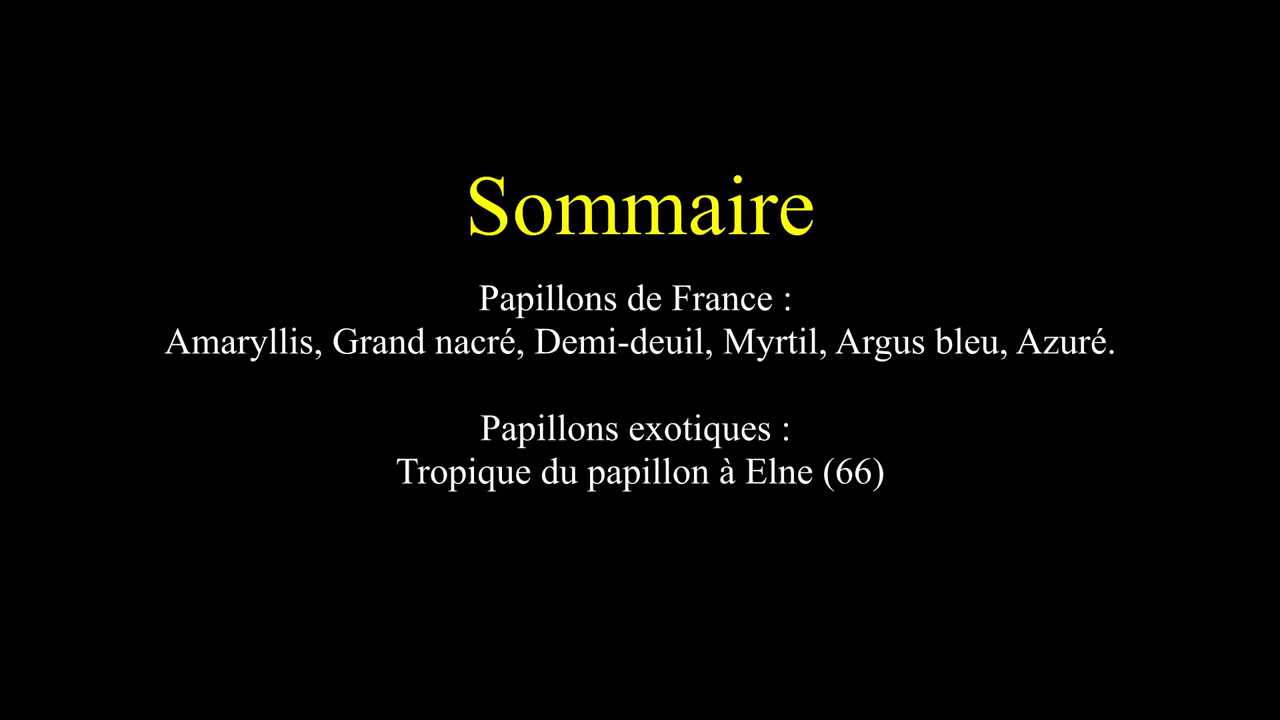 Sommaire
Papillons de France :
Amaryllis, Grand nacré, Demi-deuil, Myrtil, Argus bleu, Azuré.
Papillons exotiques :
Tropique du papillon à Elne (66)